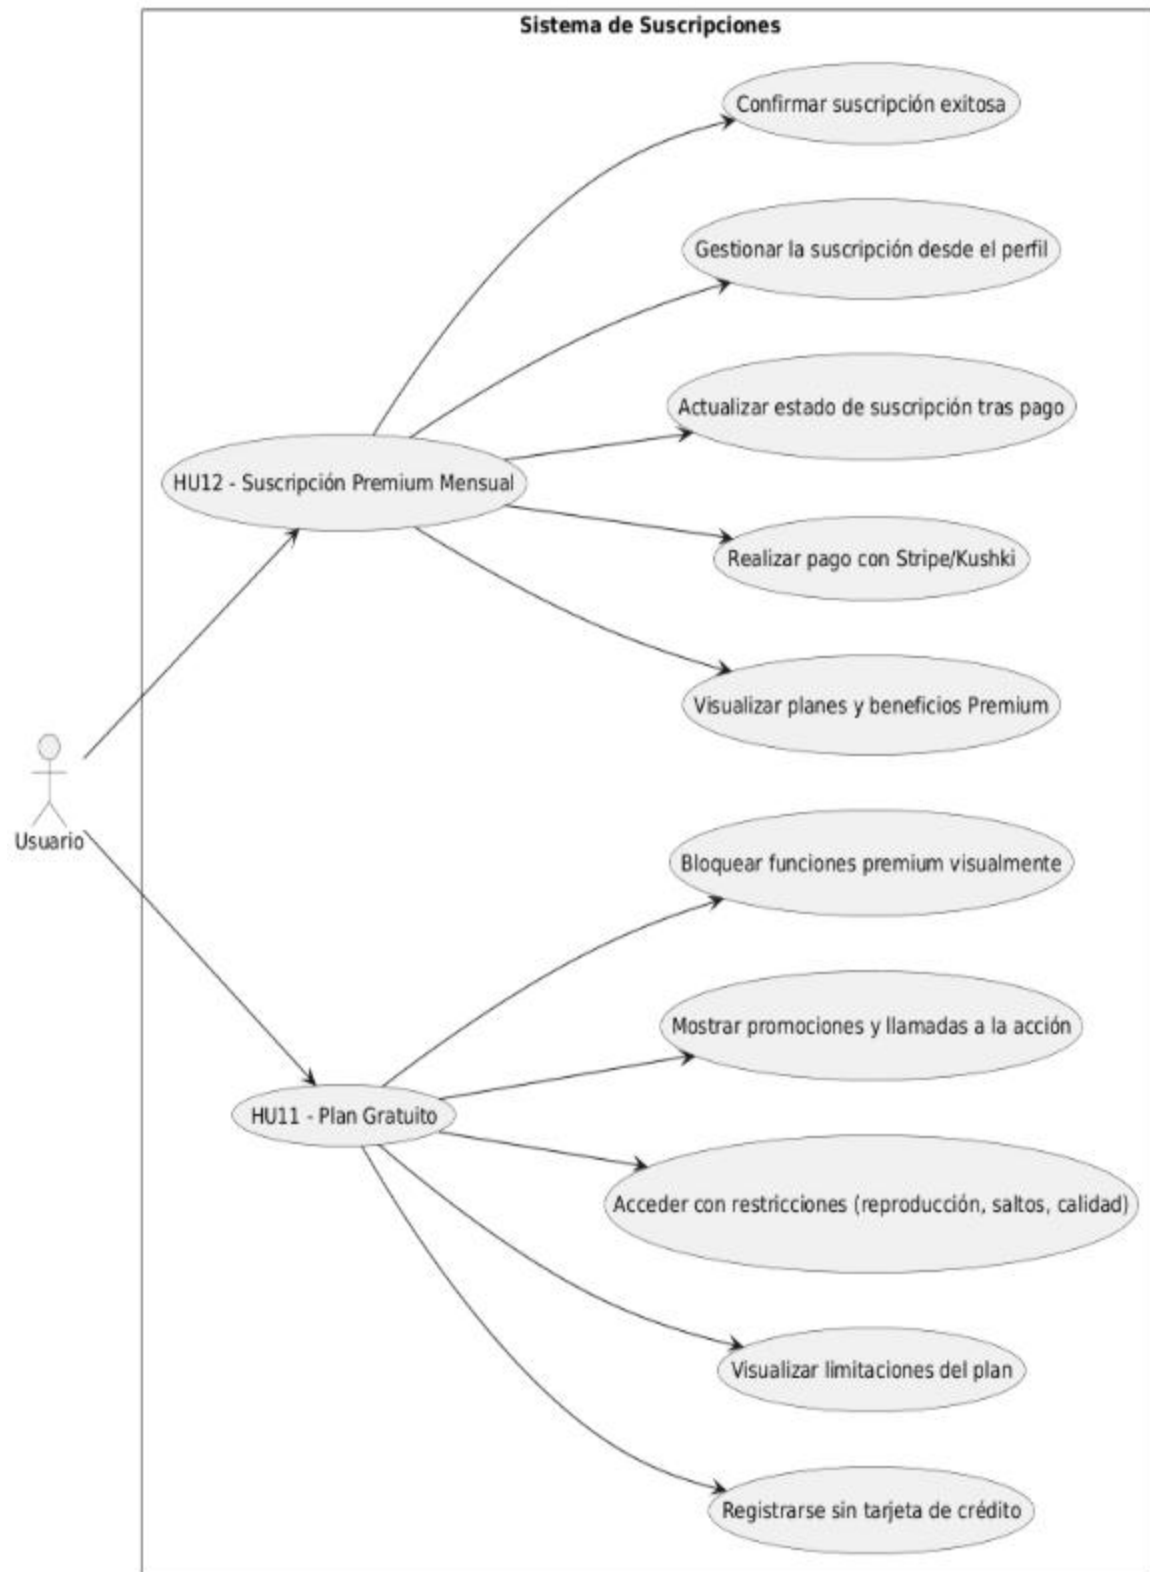 Sistema de Suscripciones
Confirmar suscripción exitosa
Gestionar la suscripción desde el perfil
Actualizar estado de suscripción tras pago
HU12 - Suscripción Premium Mensual
Realizar pago con Stripe/Kushki
Visualizar planes y beneficios Premium
Usuario
Bloquear funciones premium visualmente
Mostrar promociones y llamadas a la acción
HU11 - Plan Gratuito
Acceder con restricciones (reproducción, saltos, calidad)
Visualizar limitaciones del plan
Registrarse sin tarjeta de crédito